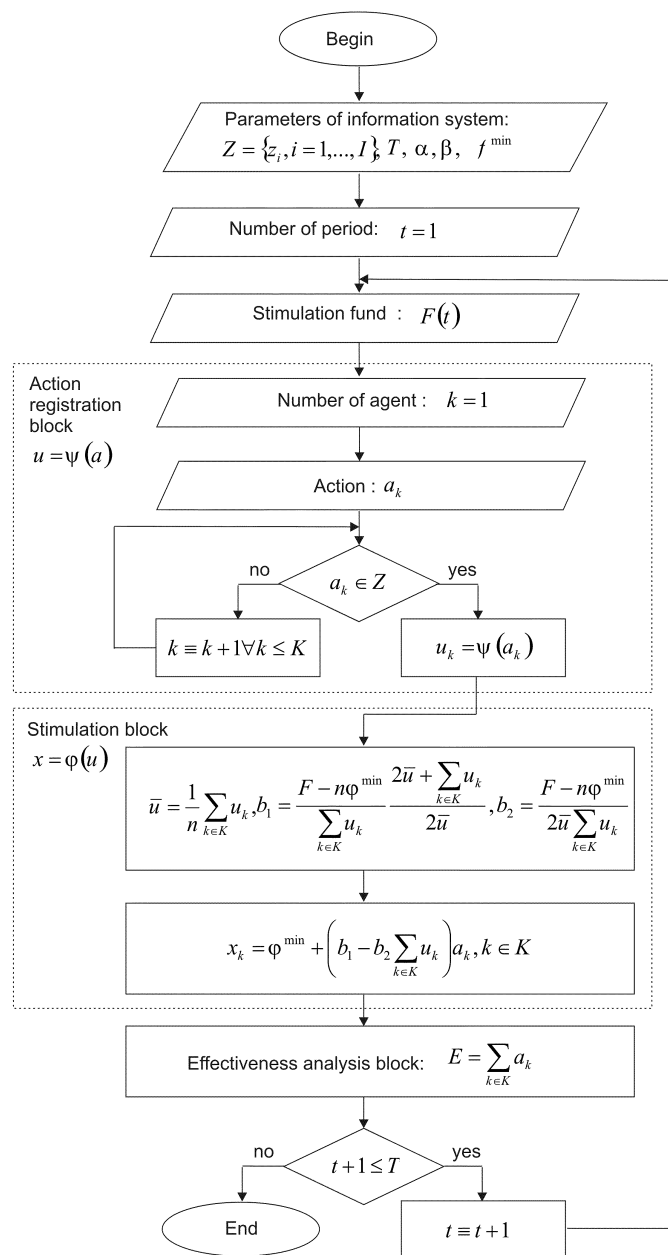 Begin
Parameters of information system:
Z = {z_i, i = 1,..., I}, T, α, β, f^min
Number of period: t = 1
Stimulation fund : F(t)
Action
registration
block
u = ψ(a)
Number of agent : k = 1
Action : a_k
no
a_k ∈ Z
yes
k ≡ k + 1∀k ≤ K
u_k = ψ(a_k)
Stimulation block
x = φ(u)
ū = 1/n ∑_{k∈K} u_k, b_1 = (F − nφ^min)/(∑_{k∈K} u_k) (2ū + ∑_{k∈K} u_k)/(2ū), b_2 = (F − nφ^min)/(2ū ∑_{k∈K} u_k)
x_k = φ^min + (b_1 − b_2 ∑_{k∈K} u_k) a_k, k ∈ K
Effectiveness analysis block: E = ∑_{k∈K} a_k
no
t + 1 ≤ T
yes
End
t ≡ t + 1